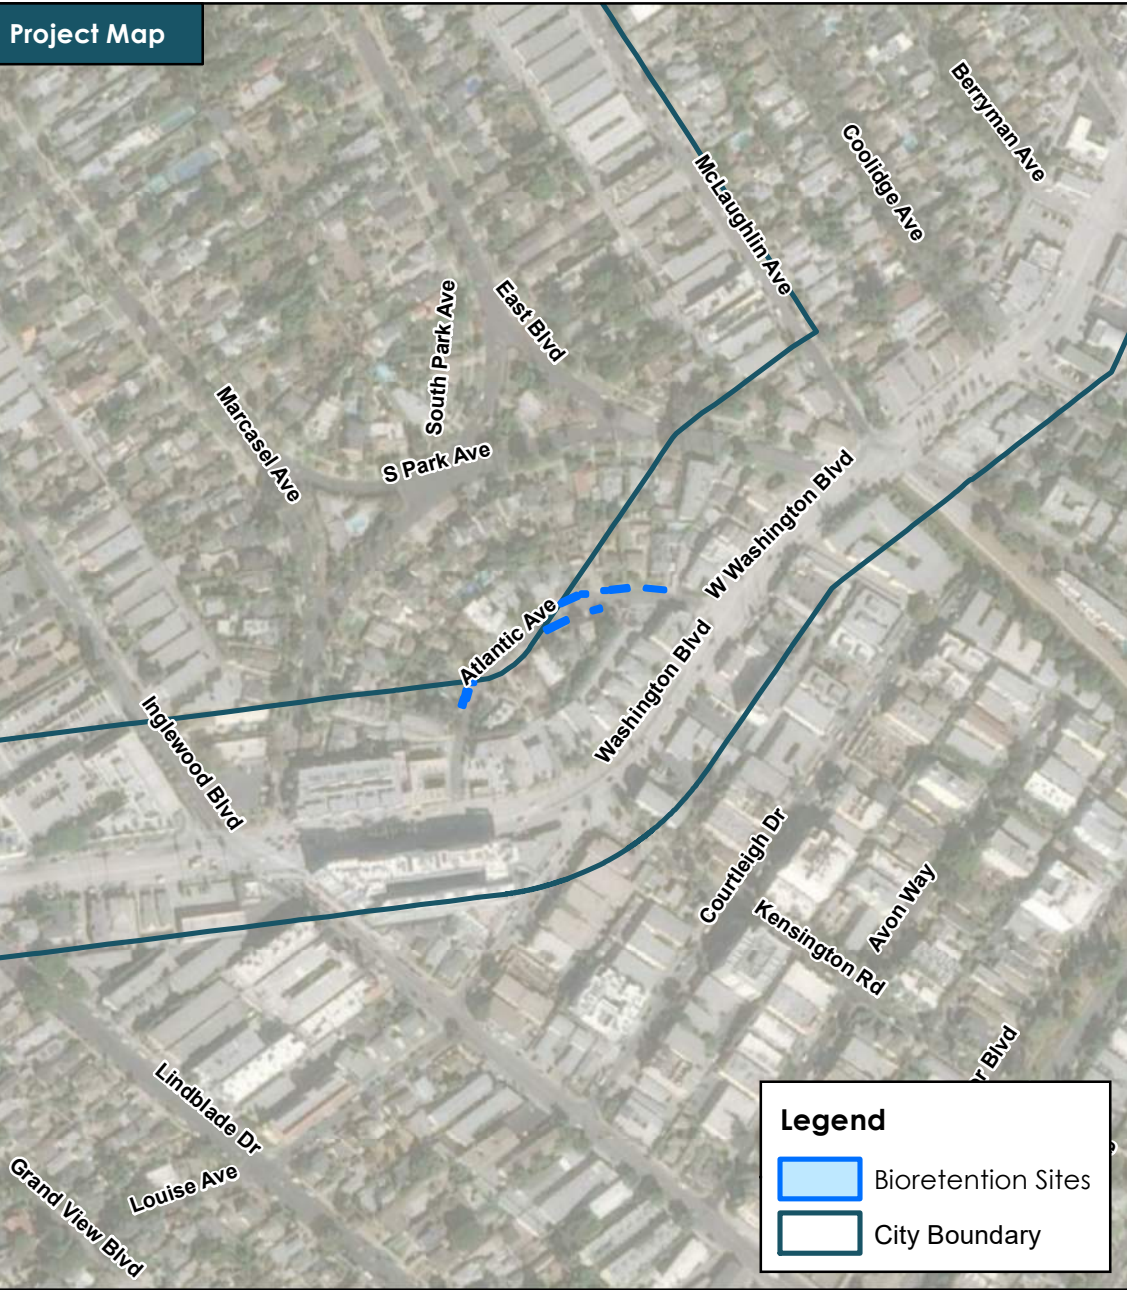 Project Map
Berryman Ave
Coolidge Ave
McLaughlin Ave
East Blvd
South Park Ave
Marcasel Ave
S Park Ave
W Washington Blvd
Atlantic Ave
Washington Blvd
Inglewood Blvd
Courtleigh Dr
Avon Way
Kensington Rd
Blvd
Lindblade Dr
Louise Ave
Grand View Blvd
Legend
Bioretention Sites
City Boundary